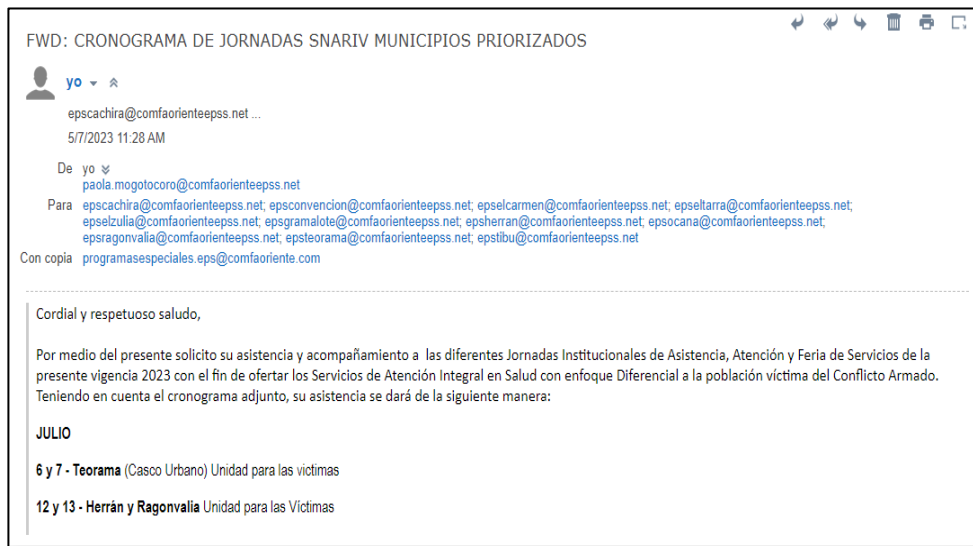 FWD: CRONOGRAMA DE JORNADAS SNARIV MUNICIPIOS PRIORIZADOS
yo
epscachira@comfaorienteepss.net ...
5/7/2023 11:28 AM
De yo
paola.mogotocoro@comfaorienteepss.net
Para epscachira@comfaorienteepss.net; epsconvencion@comfaorienteepss.net; epselcarmen@comfaorienteepss.net; epseltarra@comfaorienteepss.net;
epselzulia@comfaorienteepss.net; epsgramalote@comfaorienteepss.net; epsherran@comfaorienteepss.net; epsocana@comfaorienteepss.net;
epsragonvalia@comfaorienteepss.net; epsteorama@comfaorienteepss.net; epstibu@comfaorienteepss.net
Con copia programasespeciales.eps@comfaoriente.com
Cordial y respetuoso saludo,
Por medio del presente solicito su asistencia y acompañamiento a las diferentes Jornadas Institucionales de Asistencia, Atención y Feria de Servicios de la
presente vigencia 2023 con el fin de ofertar los Servicios de Atención Integral en Salud con enfoque Diferencial a la población víctima del Conflicto Armado.
Teniendo en cuenta el cronograma adjunto, su asistencia se dará de la siguiente manera:
JULIO
6 y 7 - Teorama (Casco Urbano) Unidad para las victimas
12 y 13 - Herrán y Ragonvalia Unidad para las Víctimas